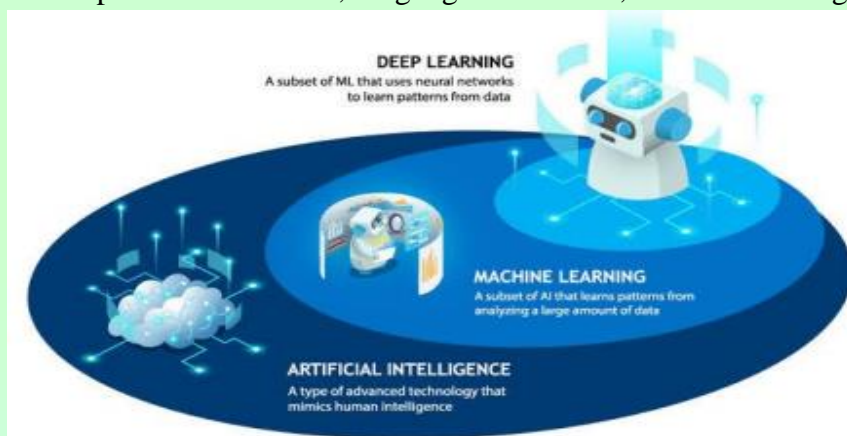 DEEP LEARNING
A subset of ML that uses neural networks
to learn patterns from data
MACHINE LEARNING
A subset of AI that learns patterns from
analyzing a large amount of data
ARTIFICIAL INTELLIGENCE
A type of advanced technology that
mimics human intelligence